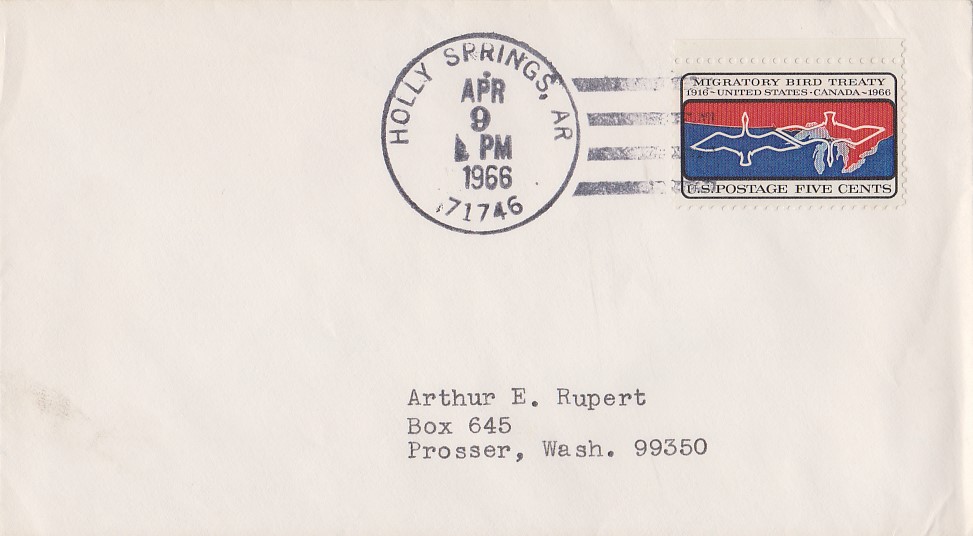 HOLLY SPRINGS, AR
APR
9
PM
1966
71746
MIGRATORY BIRD TREATY
1916~UNITED STATES·CANADA~1966
U.S. POSTAGE FIVE CENTS
Arthur E. Rupert
Box 645
Prosser, Wash. 99350